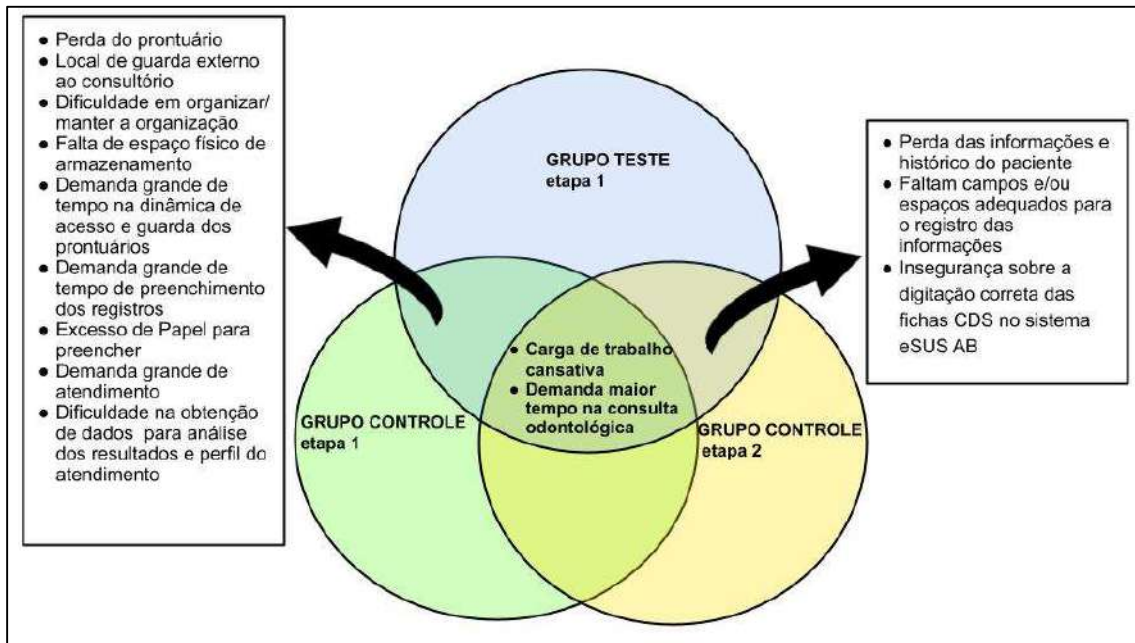 ● Perda do prontuário
● Local de guarda externo
ao consultório
● Dificuldade em organizar/
manter a organização
● Falta de espaço físico de
armazenamento
● Demanda grande de
tempo na dinâmica de
acesso e guarda dos
prontuários
● Demanda grande de
tempo de preenchimento
dos registros
● Excesso de Papel para
preencher
● Demanda grande de
atendimento
● Dificuldade na obtenção
de dados para análise
dos resultados e perfil do
atendimento
GRUPO TESTE
etapa 1
● Perda das informações e
histórico do paciente
● Faltam campos e/ou
espaços adequados para
o registro das
informações
● Insegurança sobre a
digitação correta das
fichas CDS no sistema
eSUS AB
● Carga de trabalho
cansativa
● Demanda maior
tempo na consulta
odontológica
GRUPO CONTROLE
etapa 1
GRUPO CONTROLE
etapa 2